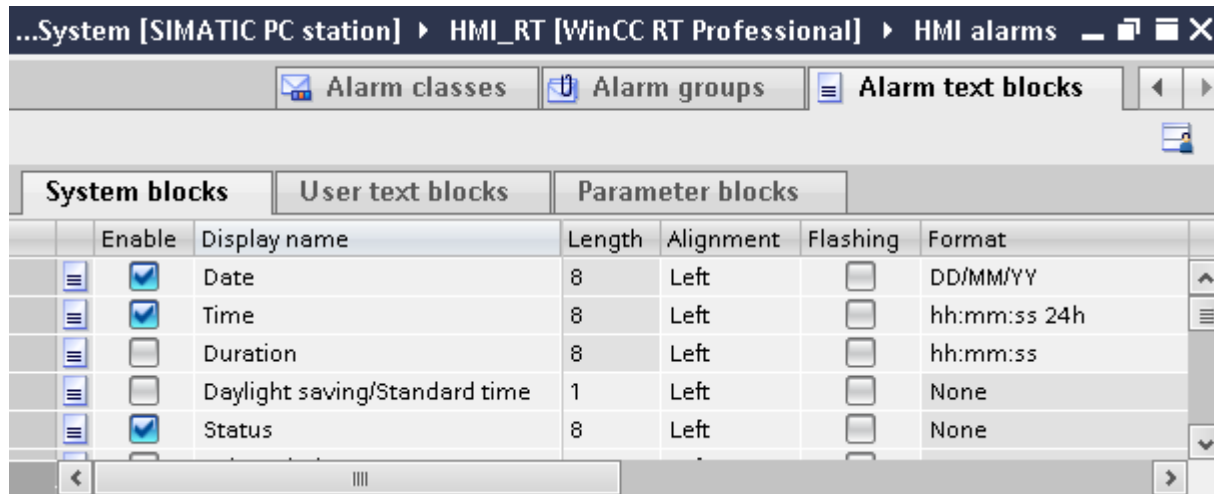 ...System [SIMATIC PC station] ▸ HMI_RT [WinCC RT Professional] ▸ HMI alarms
Alarm classes Alarm groups Alarm text blocks
System blocks User text blocks Parameter blocks
Enable Display name Length Alignment Flashing Format
Date 8 Left DD/MM/YY
Time 8 Left hh:mm:ss 24h
Duration 8 Left hh:mm:ss
Daylight saving/Standard time 1 Left None
Status 8 Left None